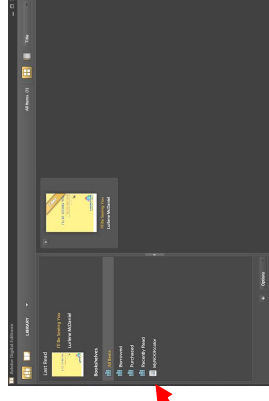 Adobe Digital Editions
LIBRARY
Last Read
I'll Be Seeing You
Lurlene McDaniel
Bookshelves
All Items
Borrowed
Purchased
Recently Read
Options
All Items (1)
Title
I'll Be Seeing You
Lurlene McDaniel